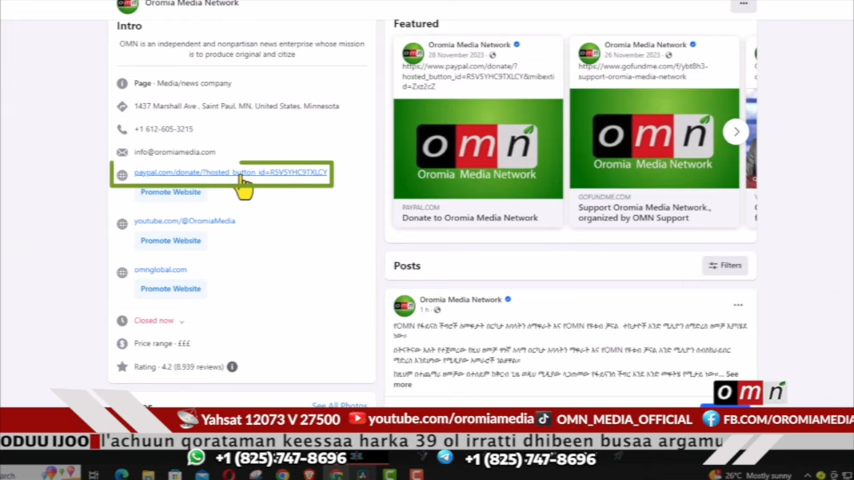 Oromia Media Network
Intro
OMN is an independent and nonpartisan news enterprise whose mission
is to produce original and citize
Page · Media/news company
1437 Marshall Ave , Saint Paul, MN, United States, Minnesota
+1 612-605-3215
info@oromiamedia.com
paypal.com/donate/?hosted_button_id=R5V5YHC9TXLCY
Promote Website
youtube.com/@OromiaMedia
Promote Website
omnglobal.com
Promote Website
Closed now
Price range · £££
Rating · 4.2 (8,939 reviews)
See All Photos
Featured
Oromia Media Network
28 November 2023
https://www.paypal.com/donate/?
hosted_button_id=R5V5YHC9TXLCY&mibexti
d=Zxz2cZ
omn
Oromia Media Network
PAYPAL.COM
Donate to Oromia Media Network
Oromia Media Network
26 November 2023
https://www.gofundme.com/f/ybt8h3-
support-oromia-media-network
omn
Oromia Media Network
GOFUNDME.COM
Support Oromia Media Network.,
organized by OMN Support
Posts
Filters
Oromia Media Network
1 h
See
more
omn
Yahsat 12073 V 27500
youtube.com/oromiamedia
OMN_MEDIA_OFFICIAL
FB.COM/OROMIAMEDIA
ODUU IJOO
l'achuun qorataman keessaa harka 39 ol irratti dhibeen busaa argamu
+1 (825) 747-8696
+1 (825) 747-8696
26°C Mostly sunny